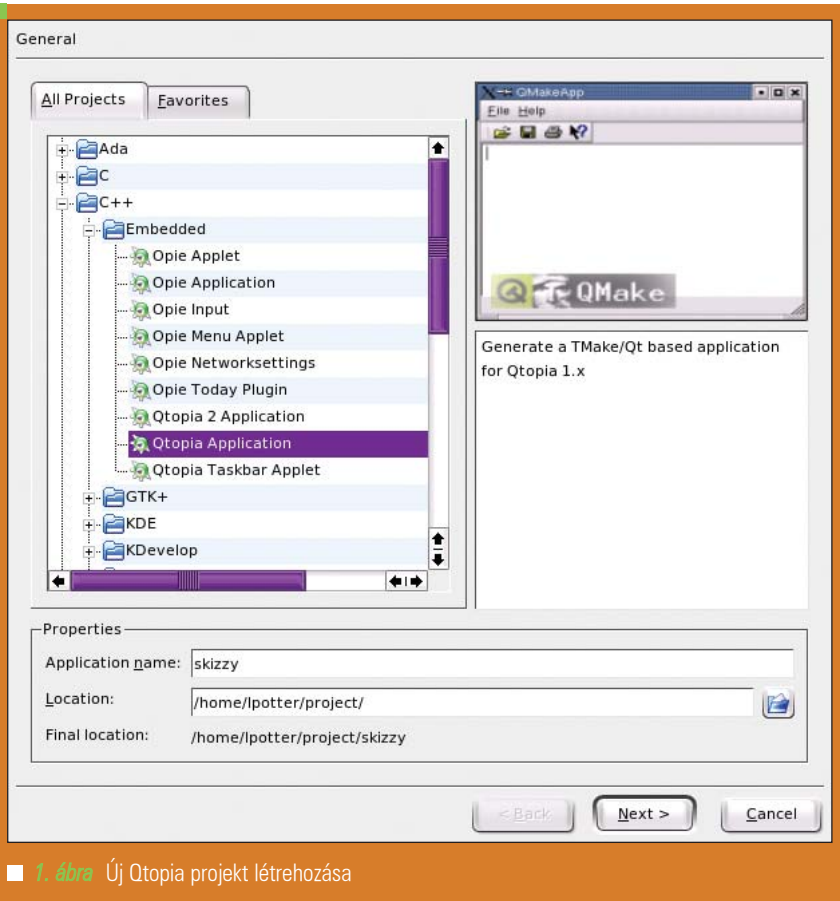 General
All Projects
Favorites
Ada
C
C++
Embedded
Opie Applet
Opie Application
Opie Input
Opie Menu Applet
Opie Networksettings
Opie Today Plugin
Qtopia 2 Application
Qtopia Application
Qtopia Taskbar Applet
GTK+
KDE
KDevelop
QMakeApp
File Help
QMake
Generate a TMake/Qt based application
for Qtopia 1.x
Properties
Application name: skizzy
Location: /home/lpotter/project/
Final location: /home/lpotter/project/skizzy
< Back
Next >
Cancel
1. ábra Új Qtopia projekt létrehozása